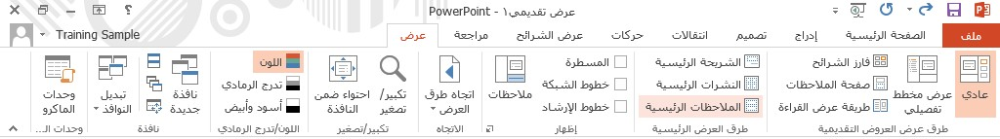 عرض تقديمي١ - PowerPoint
Training Sample
ملف الصفحة الرئيسية إدراج تصميم انتقالات حركات عرض الشرائح مراجعة عرض
عادي
عرض مخطط تفصيلي
فارز الشرائح
صفحة الملاحظات
طريقة عرض القراءة
طرق عرض العروض التقديمية
الشريحة الرئيسية
النشرات الرئيسية
الملاحظات الرئيسية
طرق العرض الرئيسية
المسطرة
خطوط الشبكة
خطوط الإرشاد
ملاحظات
إظهار
اتجاه طرق
العرض
الاتجاه
تكبير/
تصغير
احتواء ضمن
النافذة
تكبير/تصغير
اللون
تدرج الرمادي
أسود وأبيض
اللون/تدرج الرمادي
نافذة
جديدة
تبديل
النوافذ
نافذة
وحدات
الماكرو
وحدات ال...